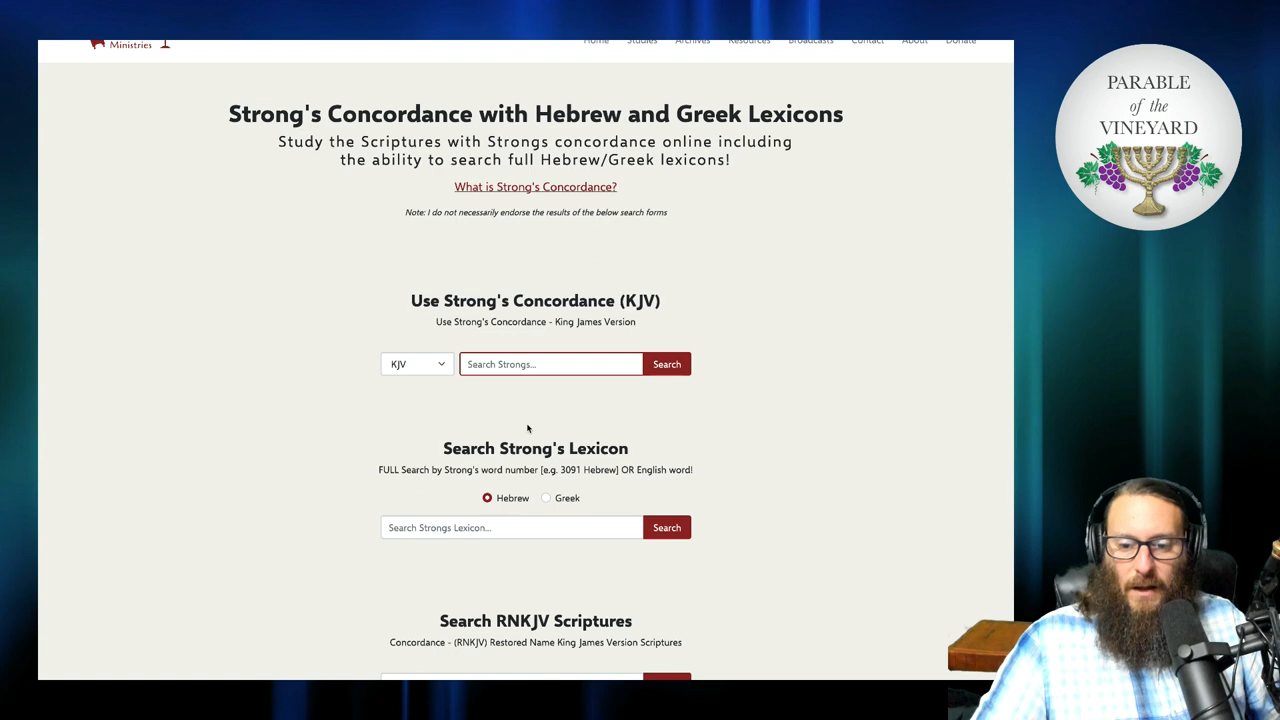 Ministries
Home Studies Archives Resources Broadcasts Contact About Donate
Strong's Concordance with Hebrew and Greek Lexicons
Study the Scriptures with Strongs concordance online including
the ability to search full Hebrew/Greek lexicons!
What is Strong's Concordance?
Note: I do not necessarily endorse the results of the below search forms
Use Strong's Concordance (KJV)
Use Strong's Concordance - King James Version
KJV Search Strongs... Search
Search Strong's Lexicon
FULL Search by Strong's word number [e.g. 3091 Hebrew] OR English word!
Hebrew Greek
Search Strongs Lexicon... Search
Search RNKJV Scriptures
Concordance - (RNKJV) Restored Name King James Version Scriptures
PARABLE
of the
VINEYARD